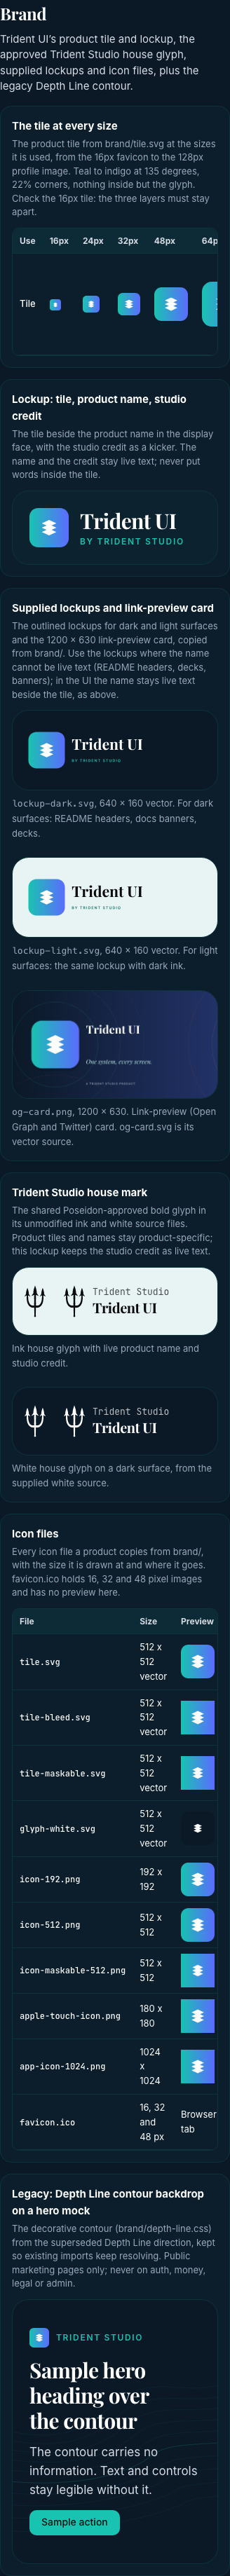 Brand
Trident UI's product tile and lockup, the
approved Trident Studio house glyph,
supplied lockups and icon files, plus the
legacy Depth Line contour.
The tile at every size
The product tile from brand/tile.svg at the sizes
it is used, from the 16px favicon to the 128px
profile image. Teal to indigo at 135 degrees,
22% corners, nothing inside but the glyph.
Check the 16px tile: the three layers must stay
apart.
Use 16px 24px 32px 48px 64p
Tile
Lockup: tile, product name, studio
credit
The tile beside the product name in the display
face, with the studio credit as a kicker. The
name and the credit stay live text; never put
words inside the tile.
Trident UI
BY TRIDENT STUDIO
Supplied lockups and link-preview card
The outlined lockups for dark and light surfaces
and the 1200 × 630 link-preview card, copied
from brand/. Use the lockups where the name
cannot be live text (README headers, decks,
banners); in the UI the name stays live text
beside the tile, as above.
Trident UI
BY TRIDENT STUDIO
lockup-dark.svg, 640 × 160 vector. For dark
surfaces: README headers, docs banners,
decks.
Trident UI
BY TRIDENT STUDIO
lockup-light.svg, 640 × 160 vector. For light
surfaces: the same lockup with dark ink.
Trident UI
One system, every screen.
A TRIDENT STUDIO PRODUCT
og-card.png, 1200 × 630. Link-preview (Open
Graph and Twitter) card. og-card.svg is its
vector source.
Trident Studio house mark
The shared Poseidon-approved bold glyph in
its unmodified ink and white source files.
Product tiles and names stay product-specific;
this lockup keeps the studio credit as live text.
Trident Studio
Trident UI
Ink house glyph with live product name and
studio credit.
Trident Studio
Trident UI
White house glyph on a dark surface, from the
supplied white source.
Icon files
Every icon file a product copies from brand/,
with the size it is drawn at and where it goes.
favicon.ico holds 16, 32 and 48 pixel images
and has no preview here.
File Size Preview
tile.svg 512 x
512
vector
tile-bleed.svg 512 x
512
vector
tile-maskable.svg 512 x
512
vector
glyph-white.svg 512 x
512
vector
icon-192.png 192 x
192
icon-512.png 512 x
512
icon-maskable-512.png 512 x
512
apple-touch-icon.png 180 x
180
app-icon-1024.png 1024
x
1024
favicon.ico 16, 32
and
48 px
Browser
tab
Legacy: Depth Line contour backdrop
on a hero mock
The decorative contour (brand/depth-line.css)
from the superseded Depth Line direction, kept
so existing imports keep resolving. Public
marketing pages only; never on auth, money,
legal or admin.
TRIDENT STUDIO
Sample hero
heading over
the contour
The contour carries no
information. Text and controls
stay legible without it.
Sample action